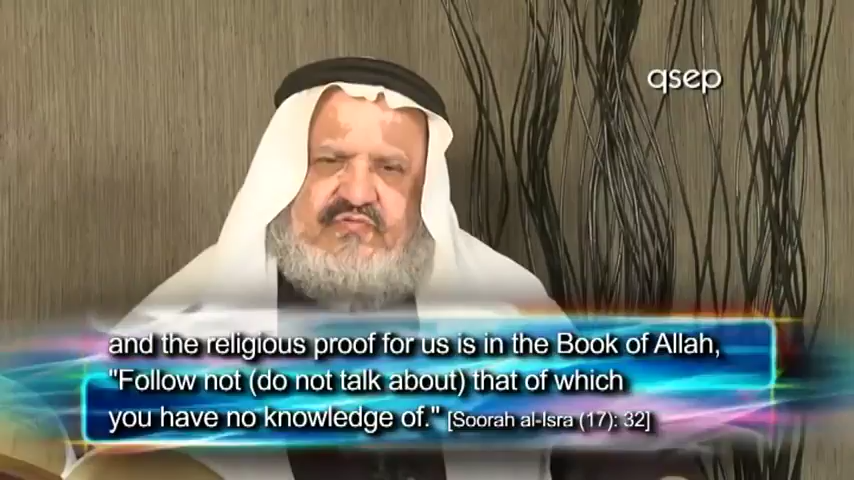 qsep
and the religious proof for us is in the Book of Allah,
"Follow not (do not talk about) that of which
you have no knowledge of." [Soorah al-Isra (17): 32]